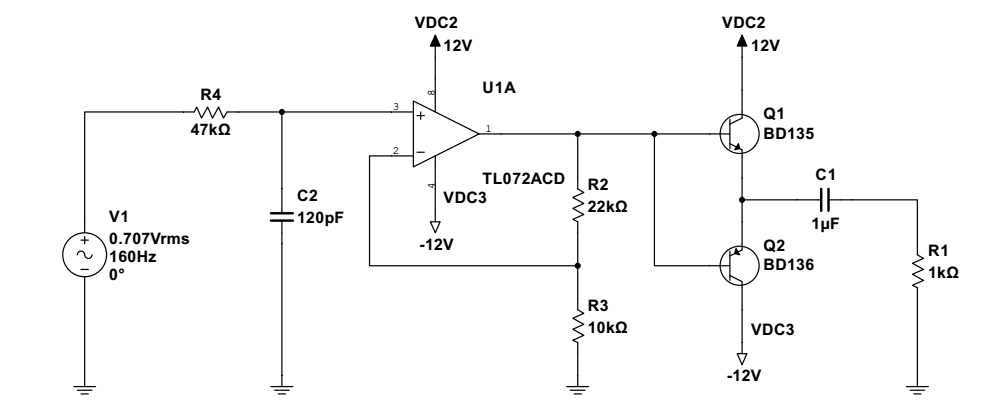 VDC2
12V
VDC2
12V
R4
47kΩ
8
U1A
3
2
1
4
TL072ACD
VDC3
-12V
Q1
BD135
C2
120pF
R2
22kΩ
C1
1µF
V1
0.707Vrms
160Hz
0°
Q2
BD136
R1
1kΩ
R3
10kΩ
VDC3
-12V